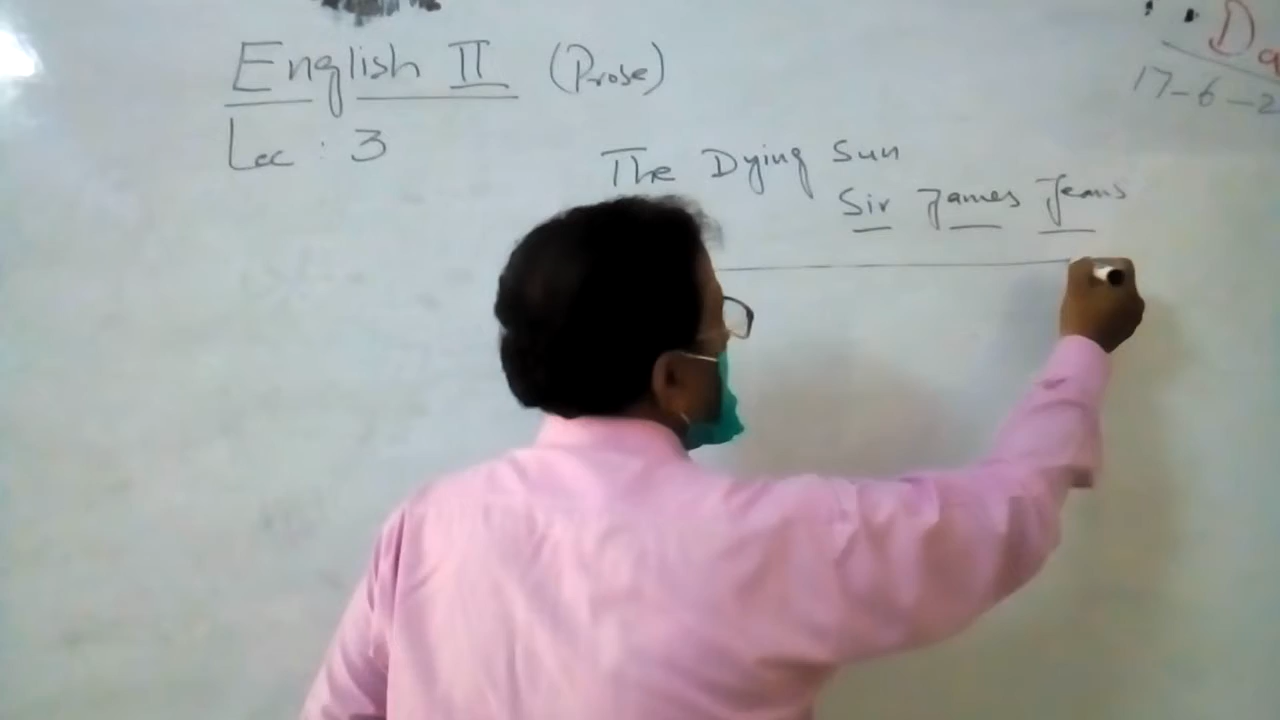 English II (Prose)
Lec : 3
The Dying Sun
Sir James Jeans
17-6-2